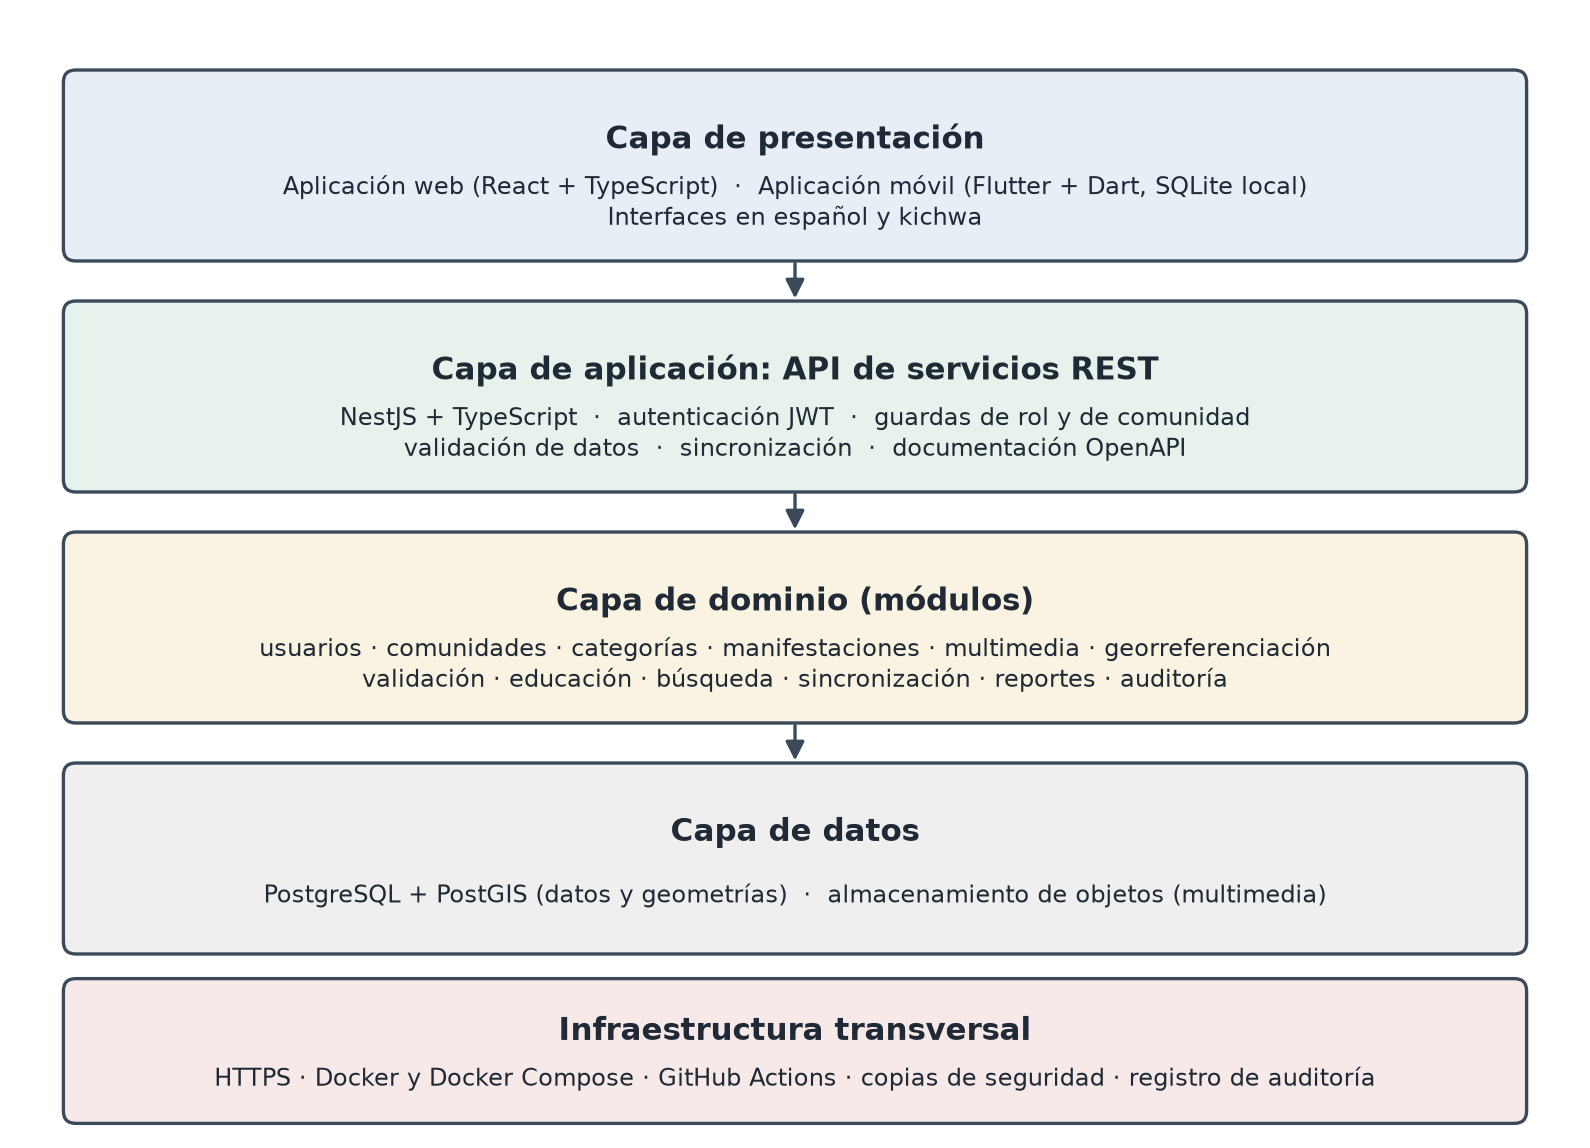 Capa de presentación
Aplicación web (React + TypeScript)  ·  Aplicación móvil (Flutter + Dart, SQLite local)
Interfaces en español y kichwa
Capa de aplicación: API de servicios REST
NestJS + TypeScript  ·  autenticación JWT  ·  guardas de rol y de comunidad
validación de datos  ·  sincronización  ·  documentación OpenAPI
Capa de dominio (módulos)
usuarios · comunidades · categorías · manifestaciones · multimedia · georreferenciación
validación · educación · búsqueda · sincronización · reportes · auditoría
Capa de datos
PostgreSQL + PostGIS (datos y geometrías)  ·  almacenamiento de objetos (multimedia)
Infraestructura transversal
HTTPS · Docker y Docker Compose · GitHub Actions · copias de seguridad · registro de auditoría